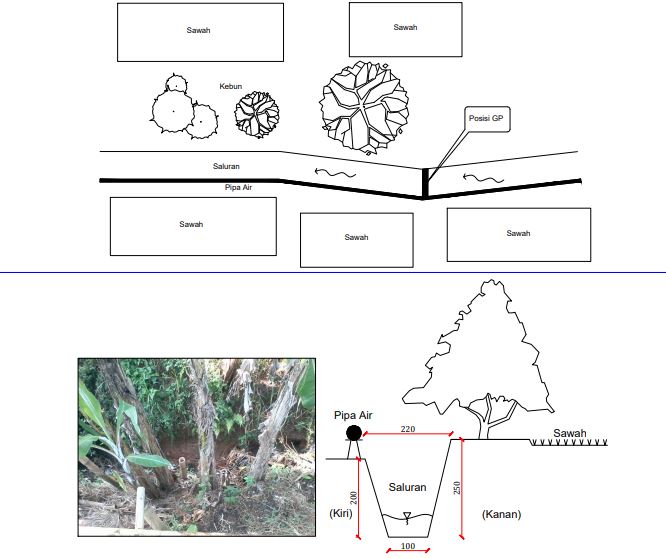 Sawah
Sawah
Kebun
Posisi GP
Saluran
Pipa Air
Sawah
Sawah
Sawah
Pipa Air
220
Sawah
Saluran
200
250
(Kiri)
(Kanan)
100